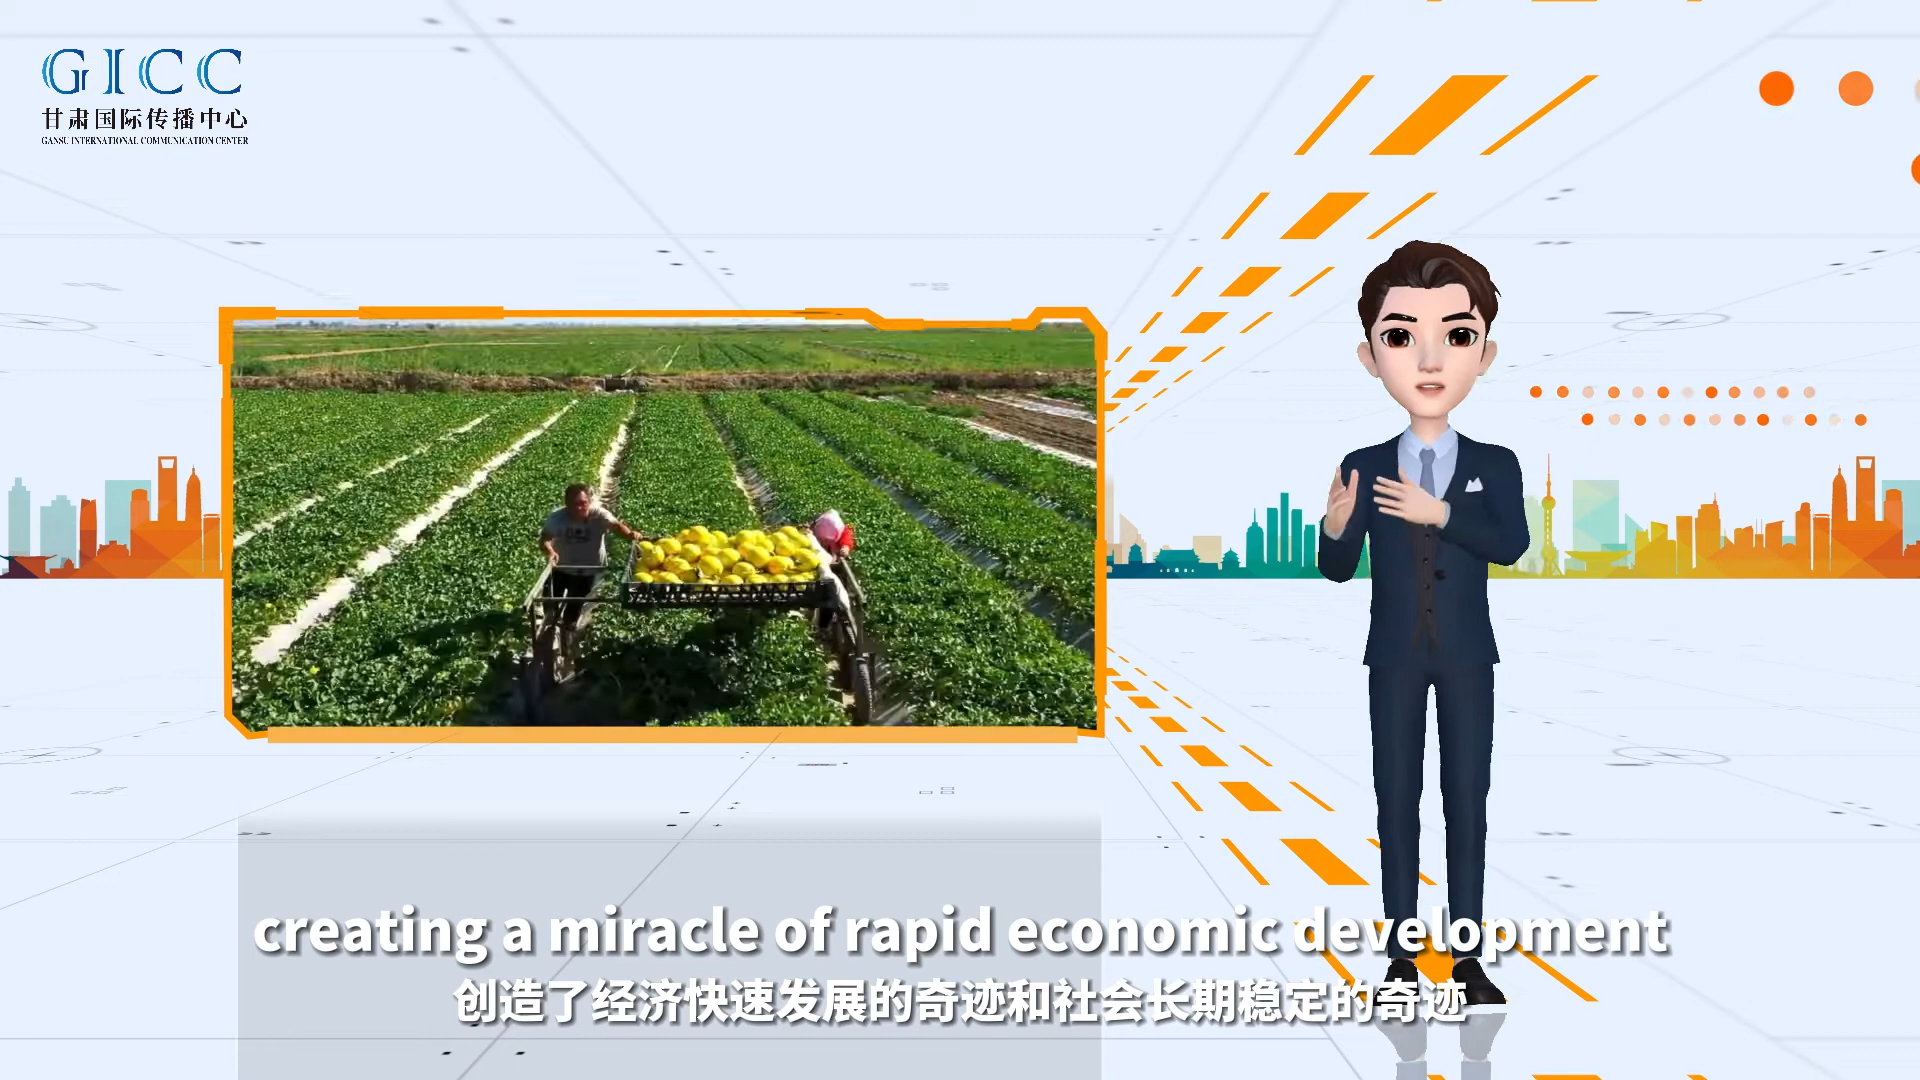 GICC
甘肃国际传播中心
GANSU INTERNATIONAL COMMUNICATION CENTER
creating a miracle of rapid economic development
创造了经济快速发展的奇迹和社会长期稳定的奇迹